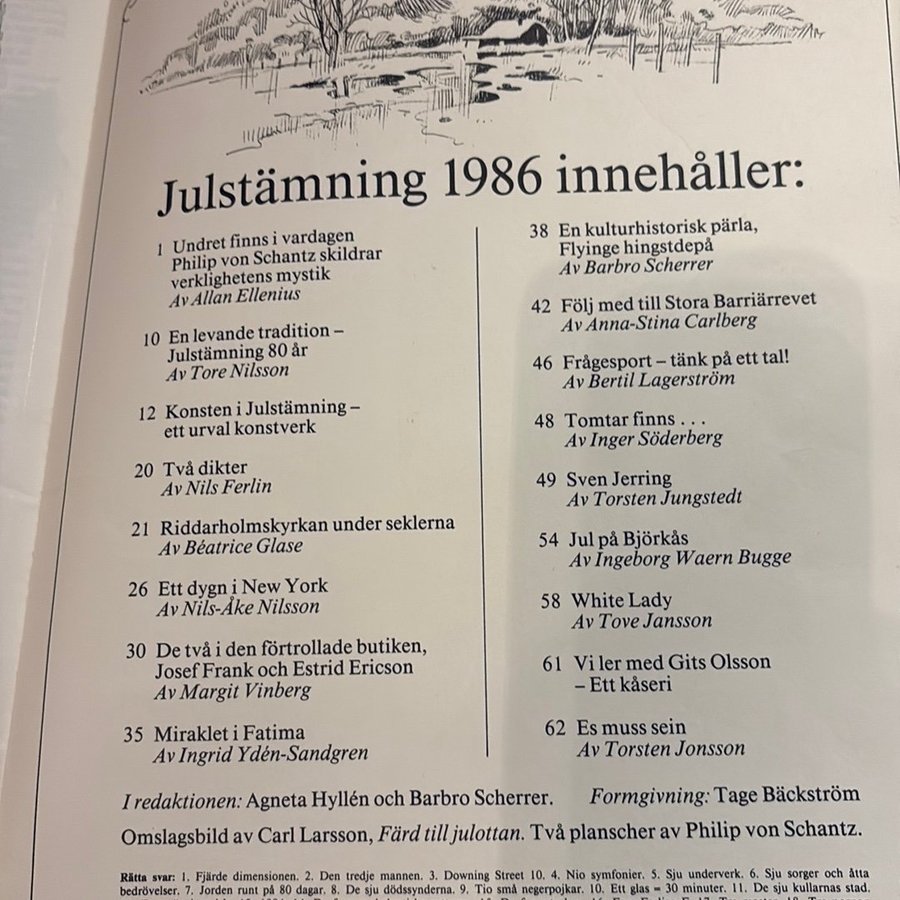 Julstämning 1986 innehåller:
1 Undret finns i vardagen
Philip von Schantz skildrar
verklighetens mystik
Av Allan Ellenius
10 En levande tradition –
Julstämning 80 år
Av Tore Nilsson
12 Konsten i Julstämning –
ett urval konstverk
20 Två dikter
Av Nils Ferlin
21 Riddarholmskyrkan under seklerna
Av Béatrice Glase
26 Ett dygn i New York
Av Nils-Åke Nilsson
30 De två i den förtrollade butiken,
Josef Frank och Estrid Ericson
Av Margit Vinberg
35 Miraklet i Fatima
Av Ingrid Ydén-Sandgren
38 En kulturhistorisk pärla,
Flyinge hingstdepå
Av Barbro Scherrer
42 Följ med till Stora Barriärrevet
Av Anna-Stina Carlberg
46 Frågesport – tänk på ett tal!
Av Bertil Lagerström
48 Tomtar finns . . .
Av Inger Söderberg
49 Sven Jerring
Av Torsten Jungstedt
54 Jul på Björkås
Av Ingeborg Waern Bugge
58 White Lady
Av Tove Jansson
61 Vi ler med Gits Olsson
– Ett kåseri
62 Es muss sein
Av Torsten Jonsson
I redaktionen: Agneta Hyllén och Barbro Scherrer. Formgivning: Tage Bäckström
Omslagsbild av Carl Larsson, Färd till julottan. Två planscher av Philip von Schantz.
Rätta svar: 1. Fjärde dimensionen. 2. Den tredje mannen. 3. Downing Street 10. 4. Nio symfonier. 5. Sju underverk. 6. Sju sorger och åtta
bedrövelser. 7. Jorden runt på 80 dagar. 8. De sju dödssynderna. 9. Tio små negerpojkar. 10. Ett glas = 30 minuter. 11. De sju kullarnas stad.